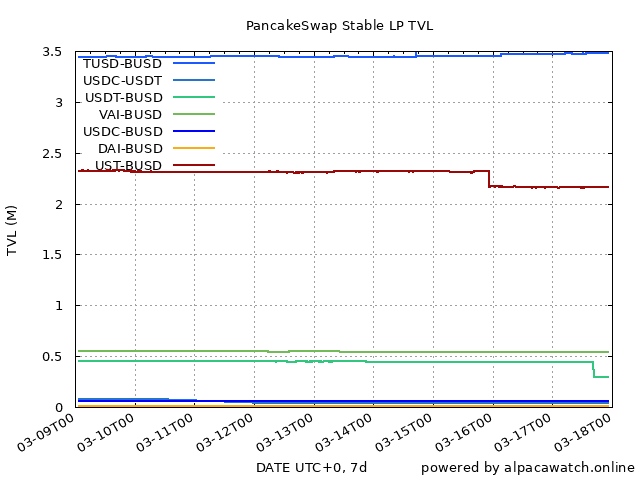 PancakeSwap Stable LP TVL
3.5
3
2.5
2
1.5
1
0.5
0
TVL (M)
TUSD-BUSD
USDC-USDT
USDT-BUSD
VAI-BUSD
USDC-BUSD
DAI-BUSD
UST-BUSD
03-09T00
03-10T00
03-11T00
03-12T00
03-13T00
03-14T00
03-15T00
03-16T00
03-17T00
03-18T00
DATE UTC+0, 7d
powered by alpacawatch.online